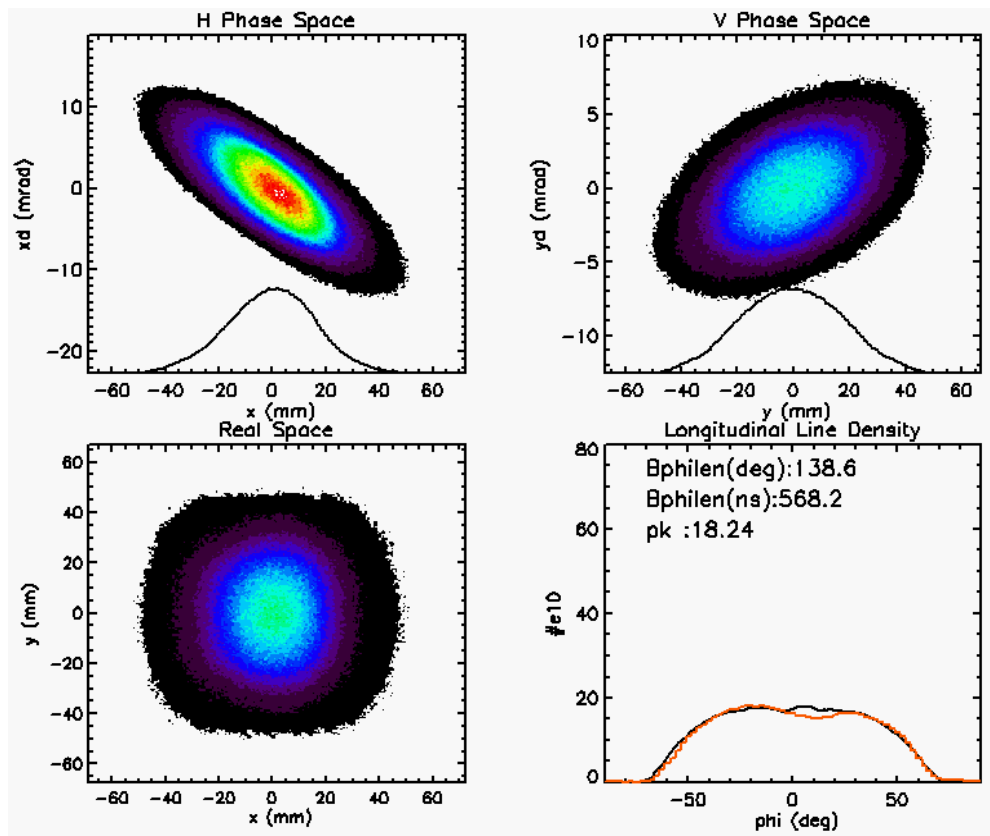 H Phase Space
10
0
−10
−20
xd (mrad)
−60 −40 −20 0 20 40 60
x (mm)
V Phase Space
10
5
0
−5
−10
yd (mrad)
−60 −40 −20 0 20 40 60
y (mm)
Real Space
60
40
20
0
−20
−40
−60
y (mm)
−60 −40 −20 0 20 40 60
x (mm)
Longitudinal Line Density
Bphilen(deg):138.6
Bphilen(ns):568.2
pk :18.24
80
60
40
20
0
#e10
−50 0 50
phi (deg)